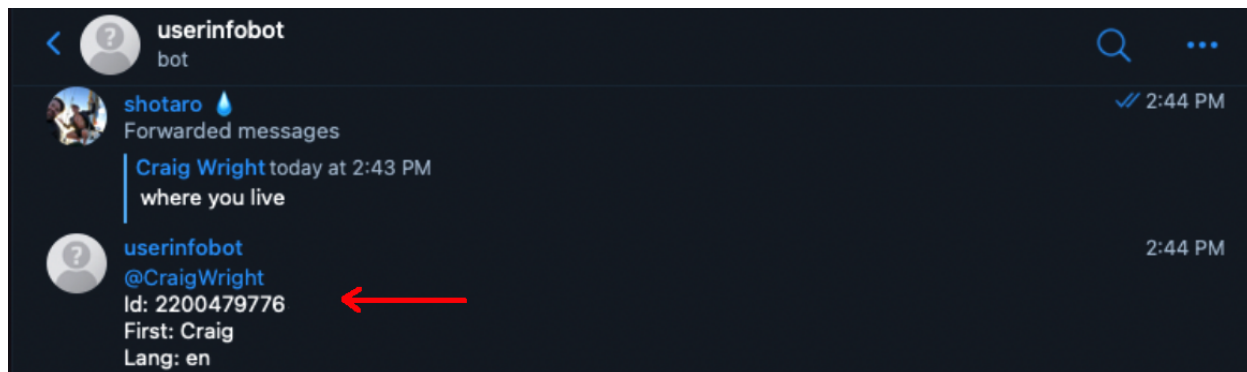 userinfobot
bot
shotaro 💧 2:44 PM
Forwarded messages
Craig Wright today at 2:43 PM
where you live
userinfobot 2:44 PM
@CraigWright
Id: 2200479776
First: Craig
Lang: en